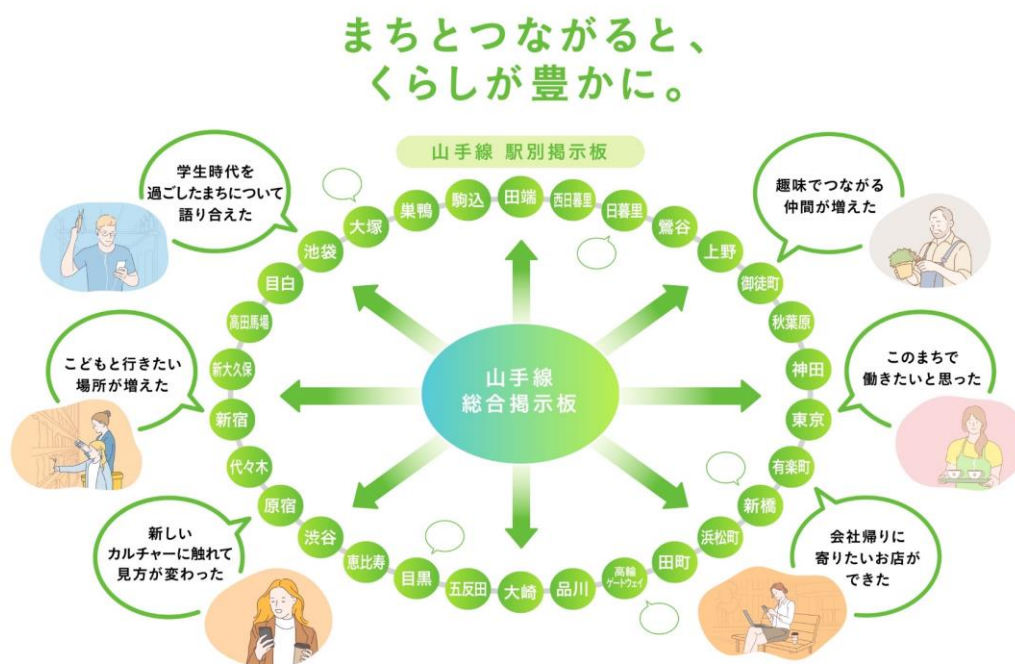 まちとつながると、
くらしが豊かに。
山手線 駅別掲示板
学生時代を
過ごしたまちについて
語り合えた
趣味でつながる
仲間が増えた
こどもと行きたい
場所が増えた
このまちで
働きたいと思った
新しい
カルチャーに触れて
見方が変わった
会社帰りに
寄りたいお店が
できた
山手線
総合掲示板
田端
西日暮里
日暮里
鶯谷
上野
御徒町
秋葉原
神田
東京
有楽町
新橋
浜松町
田町
高輪
ゲートウェイ
品川
大崎
五反田
目黒
恵比寿
渋谷
原宿
代々木
新宿
新大久保
高田馬場
目白
池袋
大塚
巣鴨
駒込